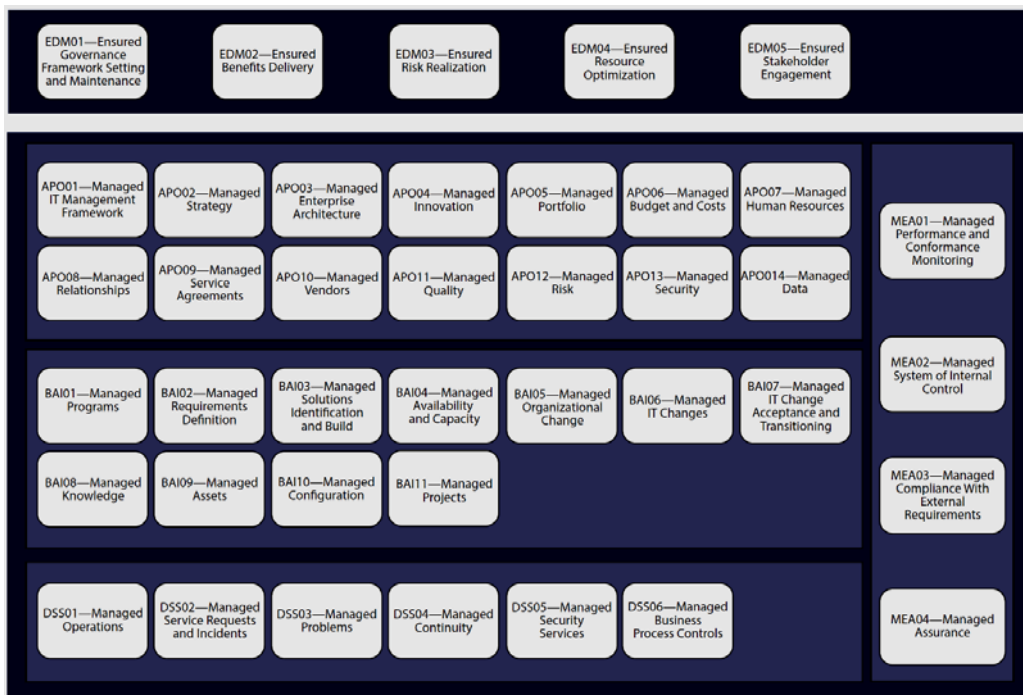 EDM01—Ensured
Governance
Framework Setting
and Maintenance
EDM02—Ensured
Benefits Delivery
EDM03—Ensured
Risk Realization
EDM04—Ensured
Resource
Optimization
EDM05—Ensured
Stakeholder
Engagement
APO01—Managed
IT Management
Framework
APO02—Managed
Strategy
APO03—Managed
Enterprise
Architecture
APO04—Managed
Innovation
APO05—Managed
Portfolio
APO06—Managed
Budget and Costs
APO07—Managed
Human Resources
APO08—Managed
Relationships
APO09—Managed
Service
Agreements
APO10—Managed
Vendors
APO11—Managed
Quality
APO12—Managed
Risk
APO13—Managed
Security
APO014—Managed
Data
BAI01—Managed
Programs
BAI02—Managed
Requirements
Definition
BAI03—Managed
Solutions
Identification
and Build
BAI04—Managed
Availability
and Capacity
BAI05—Managed
Organizational
Change
BAI06—Managed
IT Changes
BAI07—Managed
IT Change
Acceptance and
Transitioning
BAI08—Managed
Knowledge
BAI09—Managed
Assets
BAI10—Managed
Configuration
BAI11—Managed
Projects
DSS01—Managed
Operations
DSS02—Managed
Service Requests
and Incidents
DSS03—Managed
Problems
DSS04—Managed
Continuity
DSS05—Managed
Security
Services
DSS06—Managed
Business
Process Controls
MEA01—Managed
Performance and
Conformance
Monitoring
MEA02—Managed
System of Internal
Control
MEA03—Managed
Compliance With
External
Requirements
MEA04—Managed
Assurance